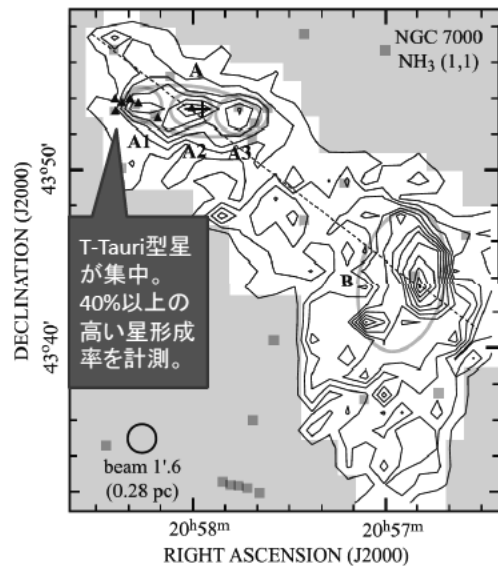 NGC 7000
NH₃ (1,1)
A
A1
A2
A3
B
T-Tauri型星
が集中。
40%以上の
高い星形成
率を計測。
beam 1'.6
(0.28 pc)
DECLINATION (J2000)
43°50'
43°40'
20ʰ58ᵐ
20ʰ57ᵐ
RIGHT ASCENSION (J2000)